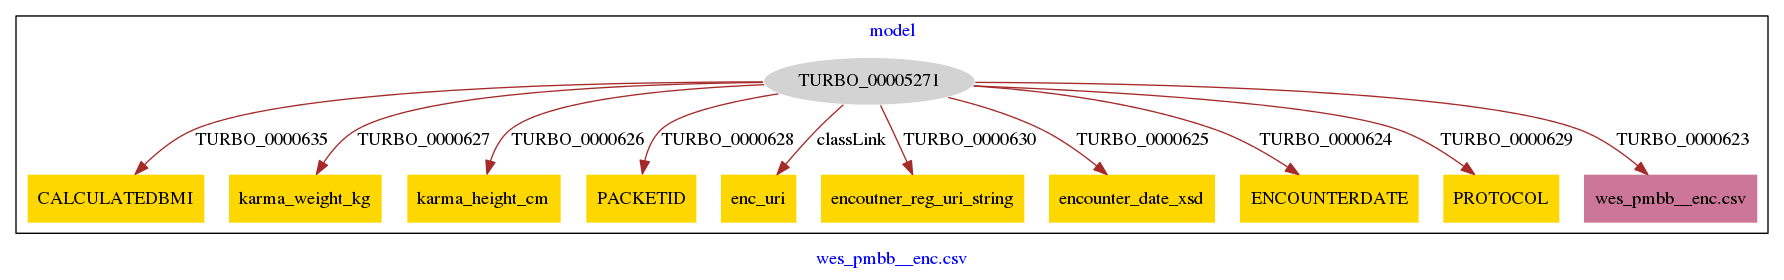 model
TURBO_00005271
TURBO_0000635 TURBO_0000627 TURBO_0000626 TURBO_0000628 classLink TURBO_0000630 TURBO_0000625 TURBO_0000624 TURBO_0000629 TURBO_0000623
CALCULATEDBMI karma_weight_kg karma_height_cm PACKETID enc_uri encoutner_reg_uri_string encounter_date_xsd ENCOUNTERDATE PROTOCOL wes_pmbb__enc.csv
wes_pmbb__enc.csv